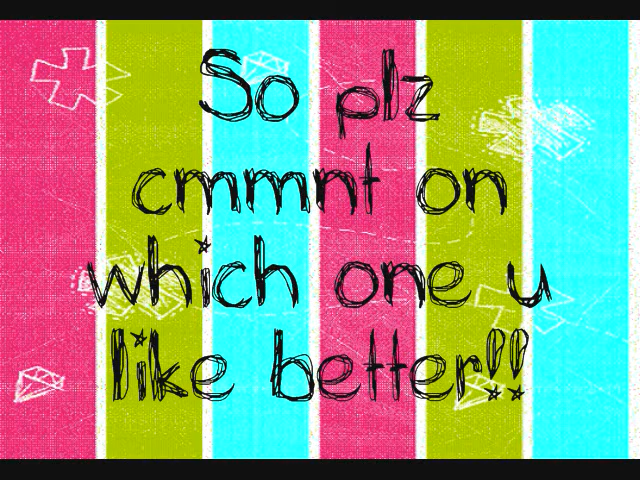 So plz
cmmnt on
which one u
like better!!